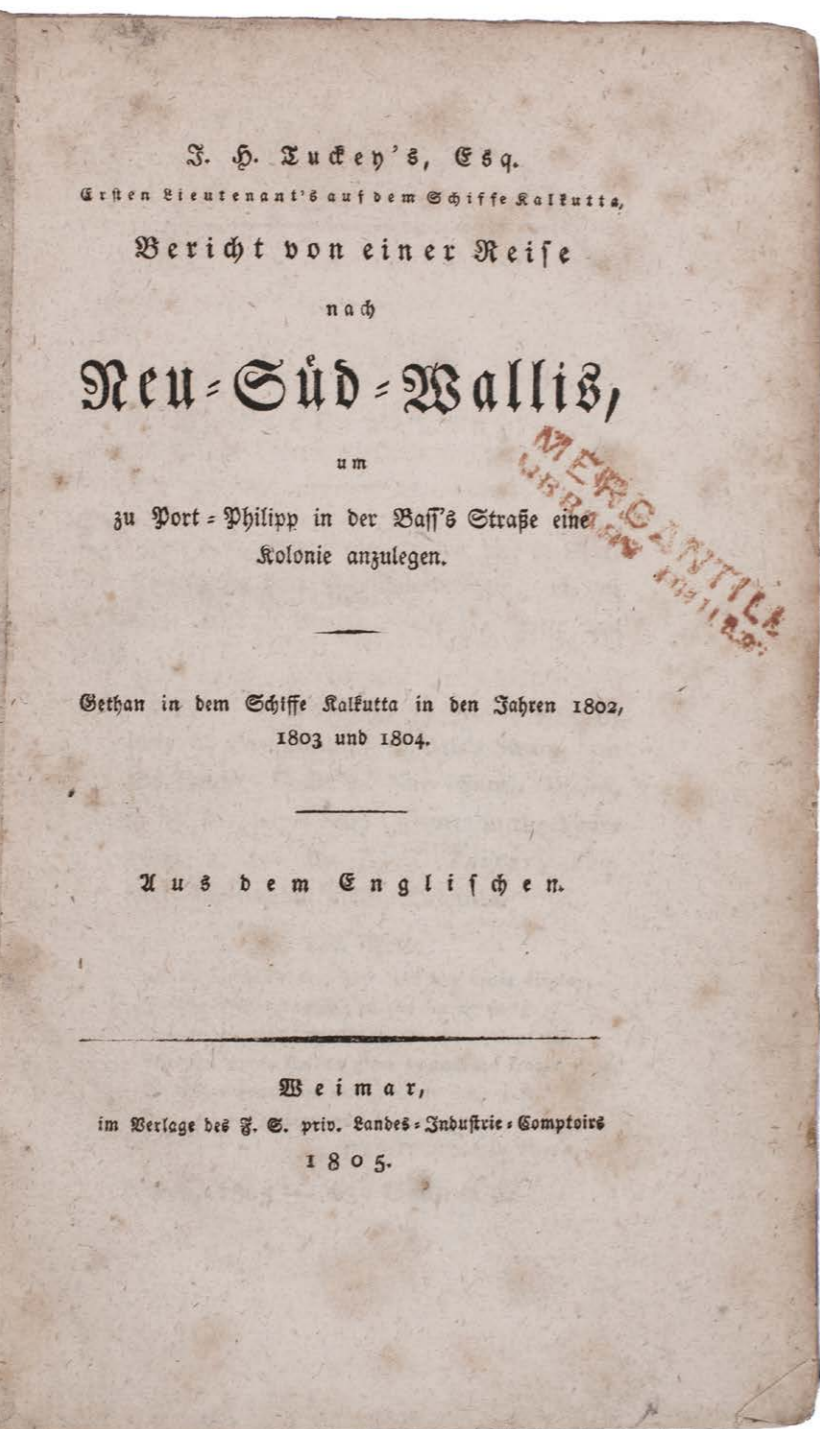 J. H. Tuckey's, Esq.
Ersten Lieutenant's auf dem Schiffe Kalkutta,
Bericht von einer Reise
nach
Neu-Süd-Wallis,
um
zu Port-Philipp in der Bass's Straße eine
Kolonie anzulegen.
Gethan in dem Schiffe Kalkutta in den Jahren 1802,
1803 und 1804.
Aus dem Englischen.
Weimar,
im Verlage des F. S. priv. Landes-Industrie-Comptoirs
1805.
MERCANTILE
LIBRARY